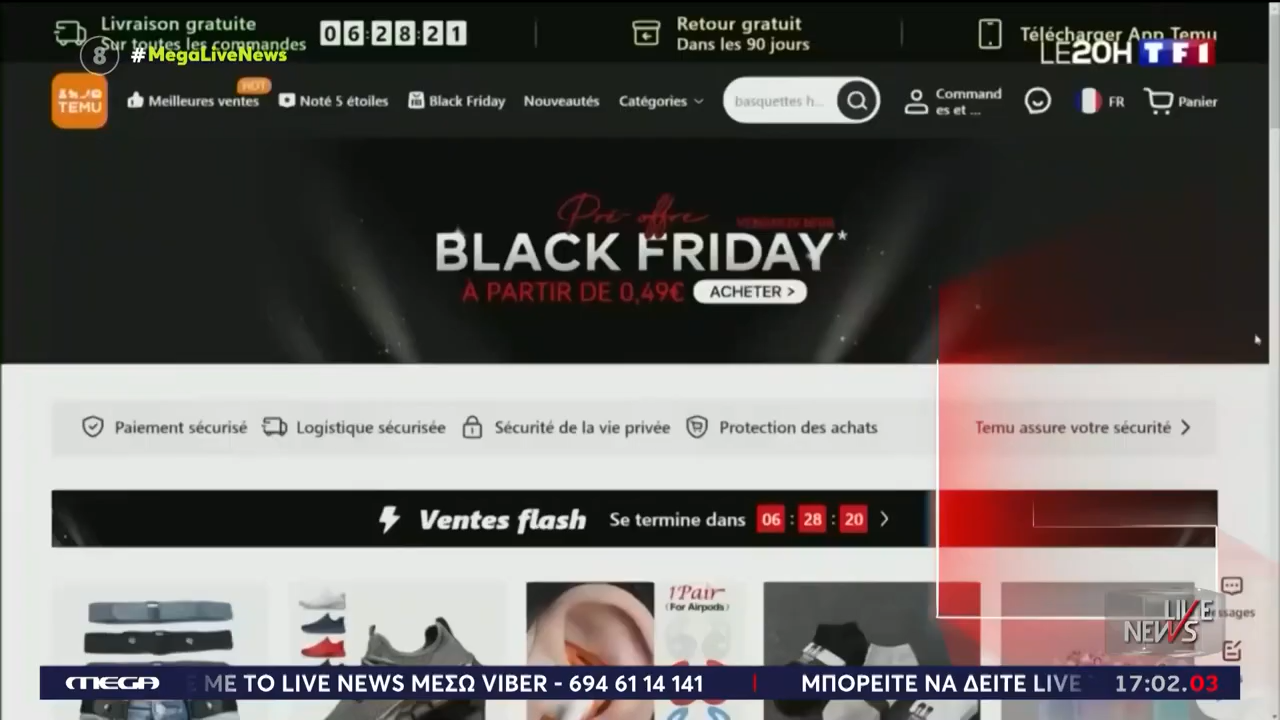 Livraison gratuite
Sur toutes les commandes
06:28:21
Retour gratuit
Dans les 90 jours
Télécharger App Temu
8
#MegaLiveNews
LE20H TF1
TEMU
Meilleures ventes
HOT
Noté 5 étoiles
Black Friday
Nouveautés
Catégories
basquettes h...
Command
es et ...
FR
Panier
Pré-offre
BLACK FRIDAY*
À PARTIR DE 0,49€
ACHETER >
Paiement sécurisé
Logistique sécurisée
Sécurité de la vie privée
Protection des achats
Temu assure votre sécurité
Ventes flash
Se termine dans 06 : 28 : 20
1Pair
(For Airpods)
ssages
LIVE
NEWS
MEGA
Ε ΜΕ ΤΟ LIVE NEWS ΜΕΣΩ VIBER - 694 61 14 141
ΜΠΟΡΕΙΤΕ ΝΑ ΔΕΙΤΕ LIVE
17:02.03